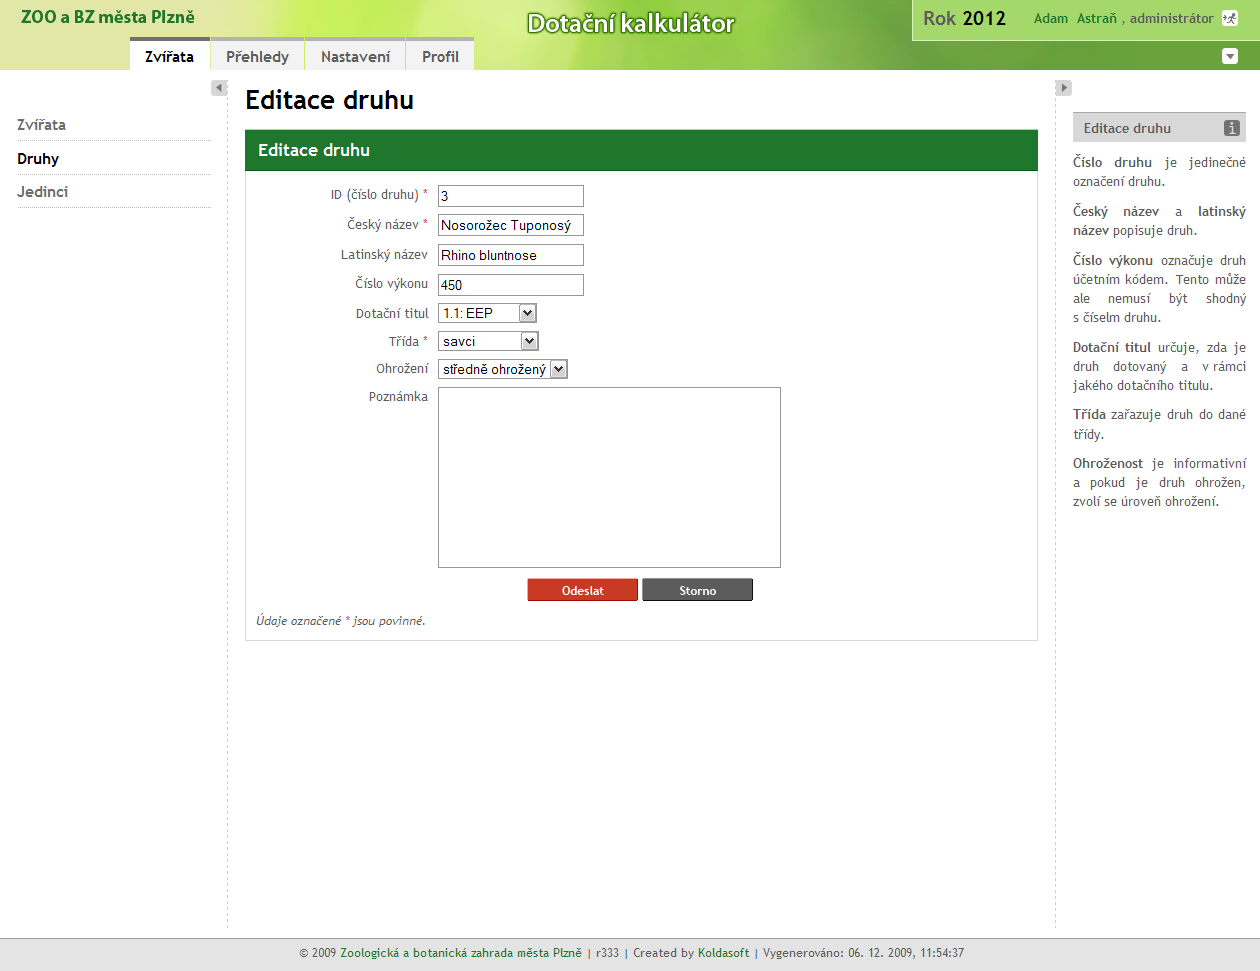 ZOO a BZ města Plzně
Dotační kalkulátor
Rok 2012
Adam Astraň , administrátor
Zvířata
Přehledy
Nastavení
Profil
Zvířata
Druhy
Jedinci
Editace druhu
Editace druhu
ID (číslo druhu) * 3
Český název * Nosorožec Tuponosý
Latinský název Rhino bluntnose
Číslo výkonu 450
Dotační titul 1.1: EEP
Třída * savci
Ohrožení středně ohrožený
Poznámka
Odeslat
Storno
Údaje označené * jsou povinné.
Editace druhu
Číslo druhu je jedinečné
označení druhu.
Český název a latinský
název popisuje druh.
Číslo výkonu označuje druh
účetním kódem. Tento může
ale nemusí být shodný
s číselm druhu.
Dotační titul určuje, zda je
druh dotovaný a v rámci
jakého dotačního titulu.
Třída zařazuje druh do dané
třídy.
Ohroženost je informativní
a pokud je druh ohrožen,
zvolí se úroveň ohrožení.
© 2009 Zoologická a botanická zahrada města Plzně | r333 | Created by Koldasoft | Vygenerováno: 06. 12. 2009, 11:54:37